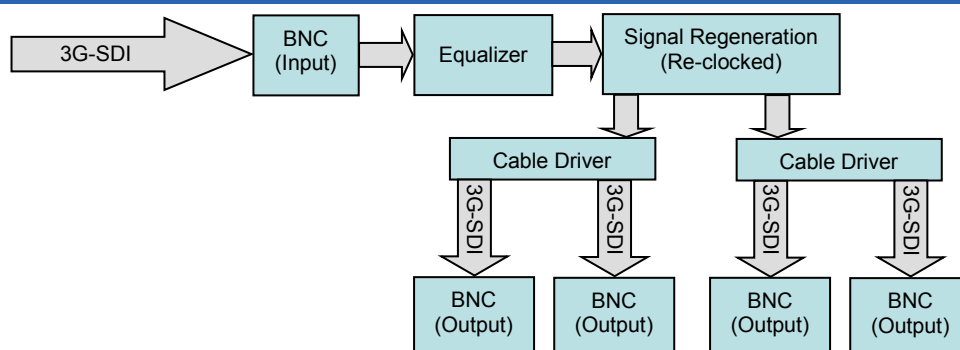 3G-SDI
BNC
(Input)
Equalizer
Signal Regeneration
(Re-clocked)
Cable Driver
Cable Driver
3G-SDI
3G-SDI
3G-SDI
3G-SDI
BNC
(Output)
BNC
(Output)
BNC
(Output)
BNC
(Output)